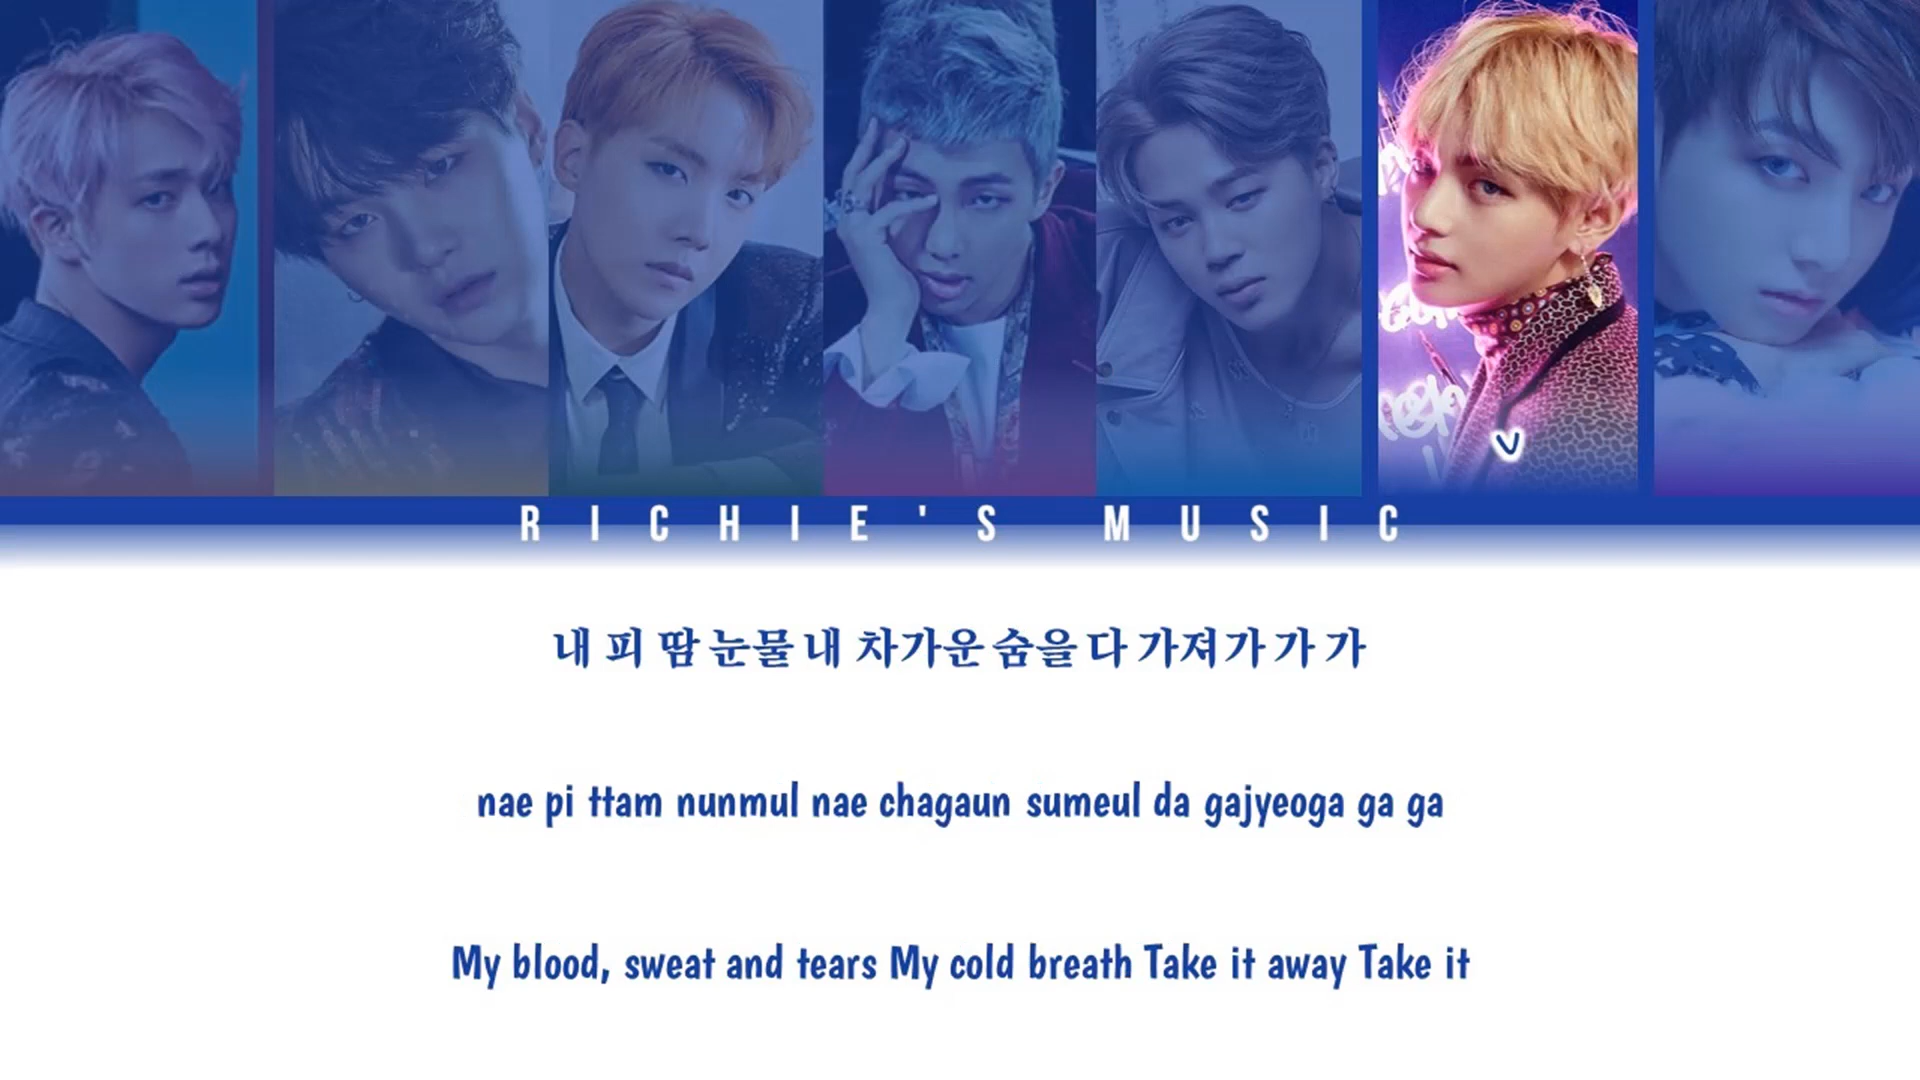 V
RICHIE'S MUSIC
내 피 땀 눈물 내 차가운 숨을 다 가져가 가 가
nae pi ttam nunmul nae chagaun sumeul da gajyeoga ga ga
My blood, sweat and tears My cold breath Take it away Take it